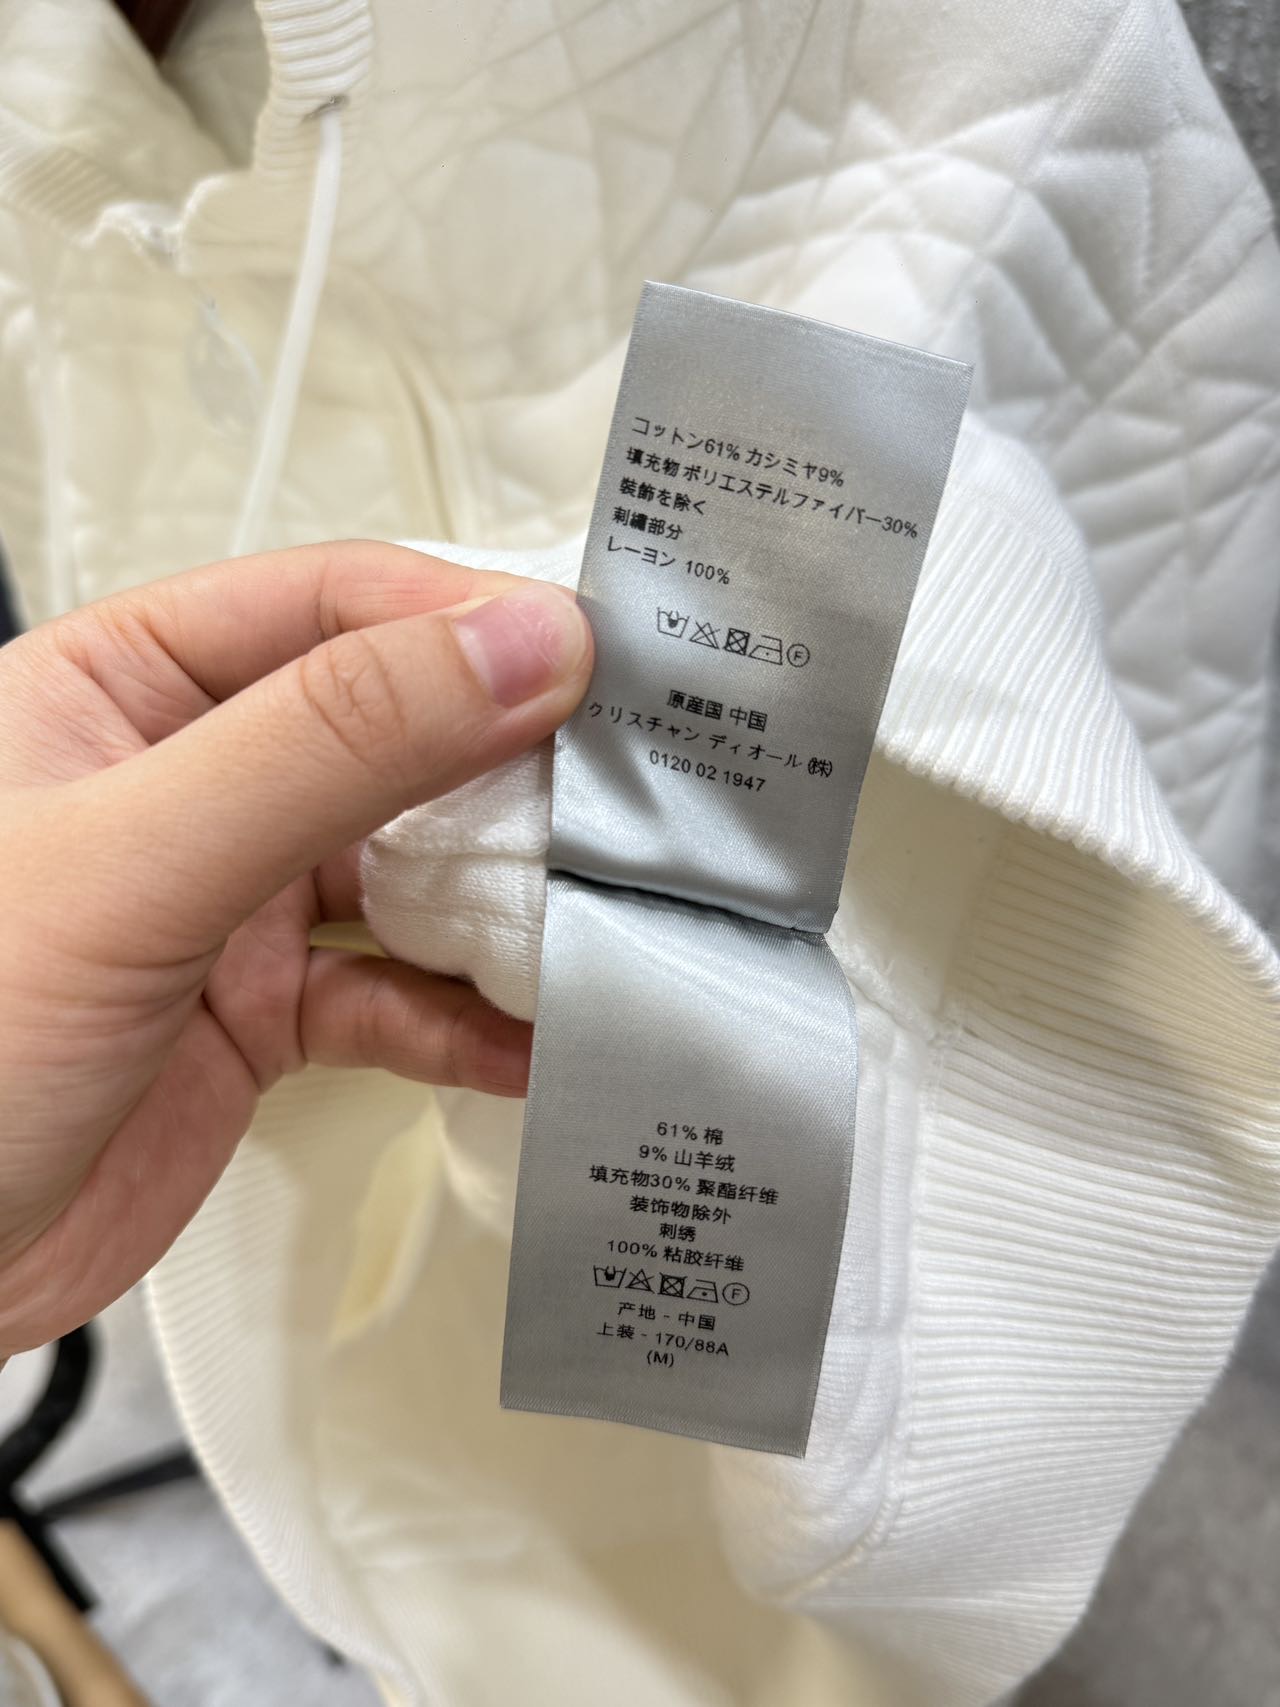 コットン61% カシミヤ9%
填充物 ポリエステルファイバー30%
装飾を除く
刺繍部分
レーヨン 100%
F
原産国 中国
クリスチャン ディオール ㈱
0120 02 1947
61% 棉
9% 山羊绒
填充物30% 聚酯纤维
装饰物除外
刺绣
100% 粘胶纤维
F
产地 - 中国
上装 - 170/88A
(M)